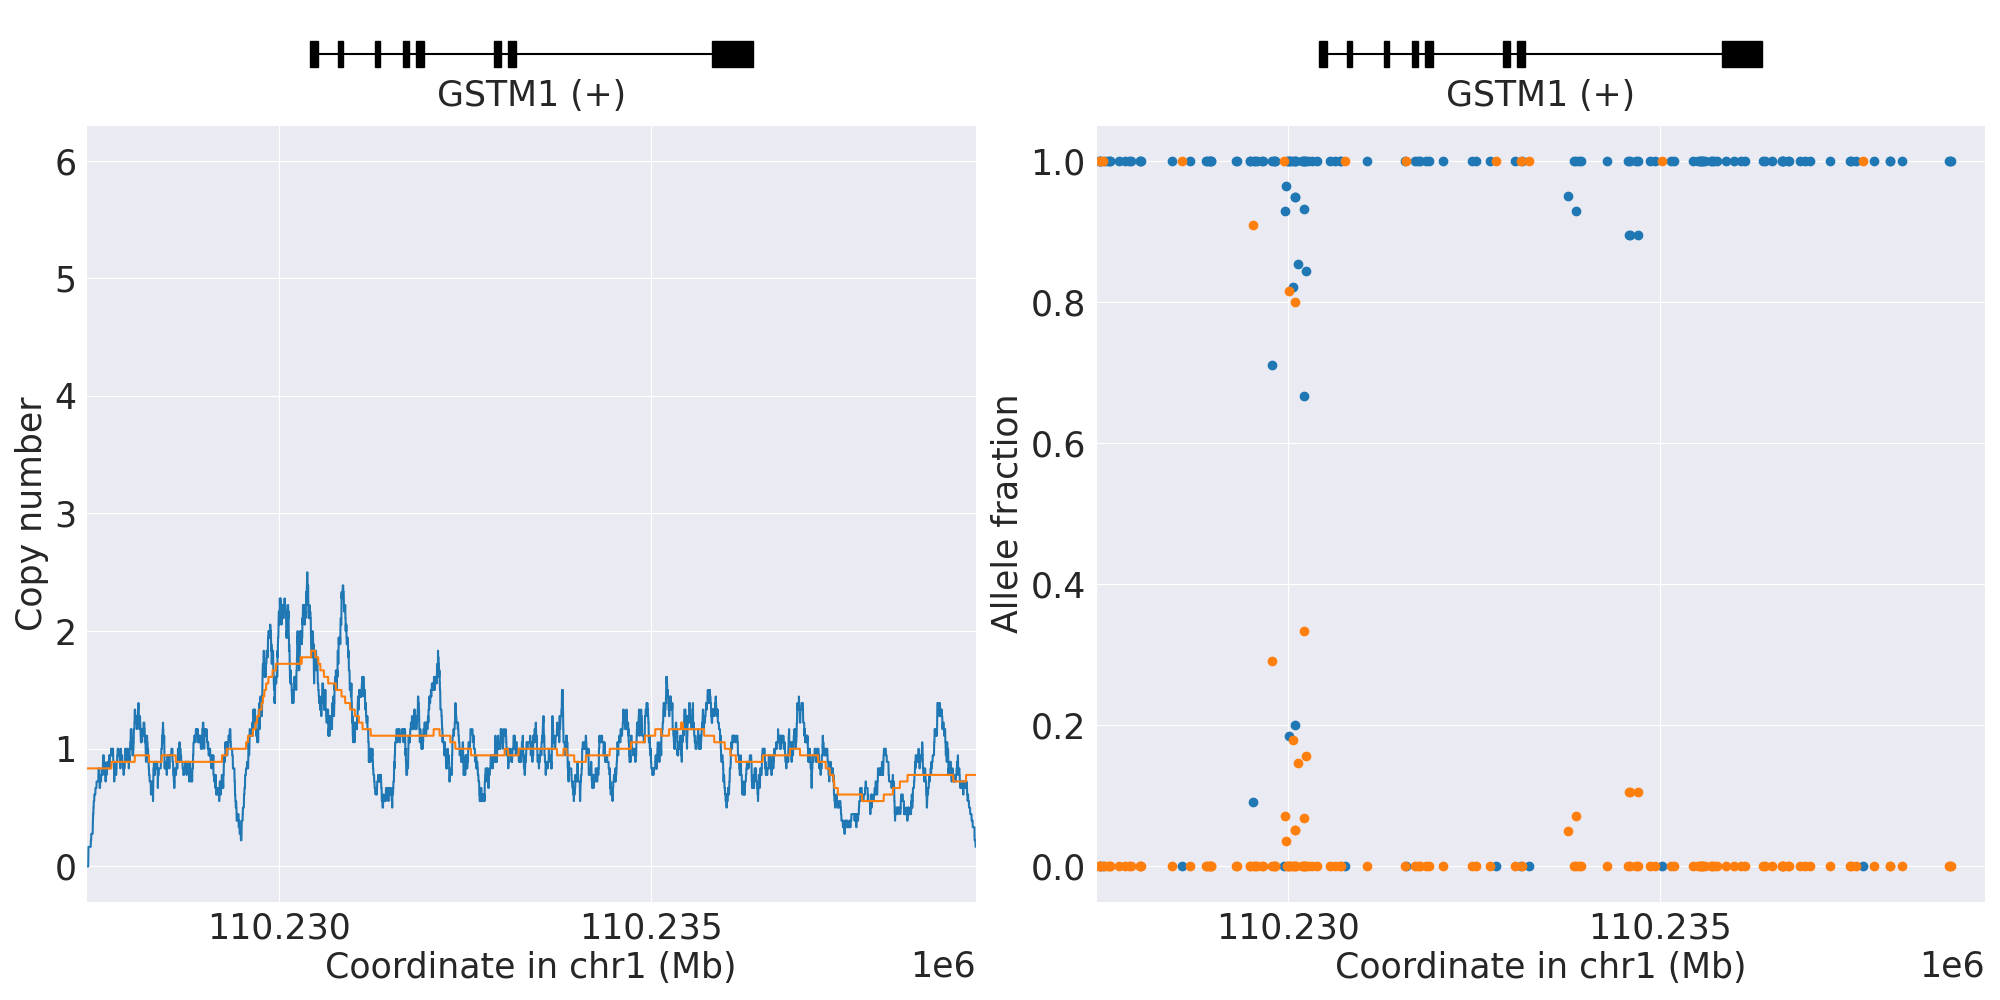 GSTM1 (+)
Copy number
6
5
4
3
2
1
0
110.230
110.235
Coordinate in chr1 (Mb)
1e6
GSTM1 (+)
Allele fraction
1.0
0.8
0.6
0.4
0.2
0.0
110.230
110.235
Coordinate in chr1 (Mb)
1e6